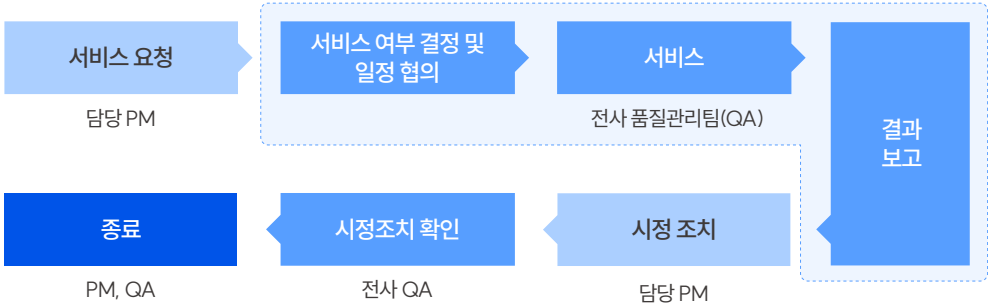 서비스 요청
담당 PM
서비스 여부 결정 및
일정 협의
서비스
전사 품질관리팀(QA)
결과
보고
시정 조치
담당 PM
시정조치 확인
전사 QA
종료
PM, QA